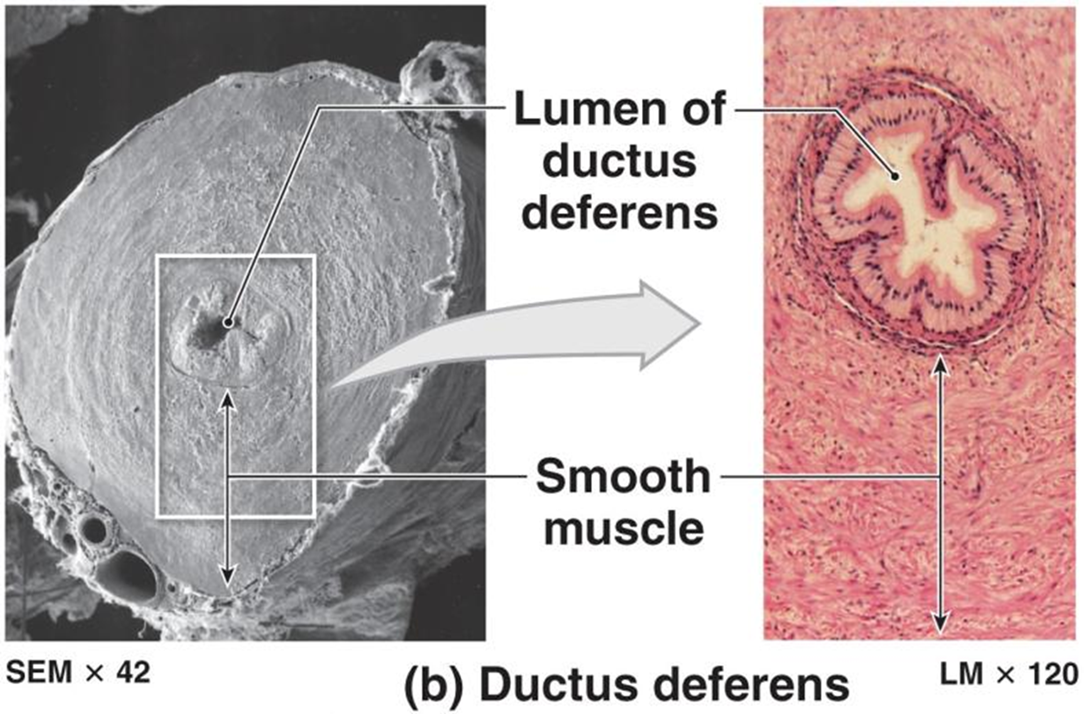 Lumen of
ductus
deferens
Smooth
muscle
SEM × 42
(b) Ductus deferens
LM × 120